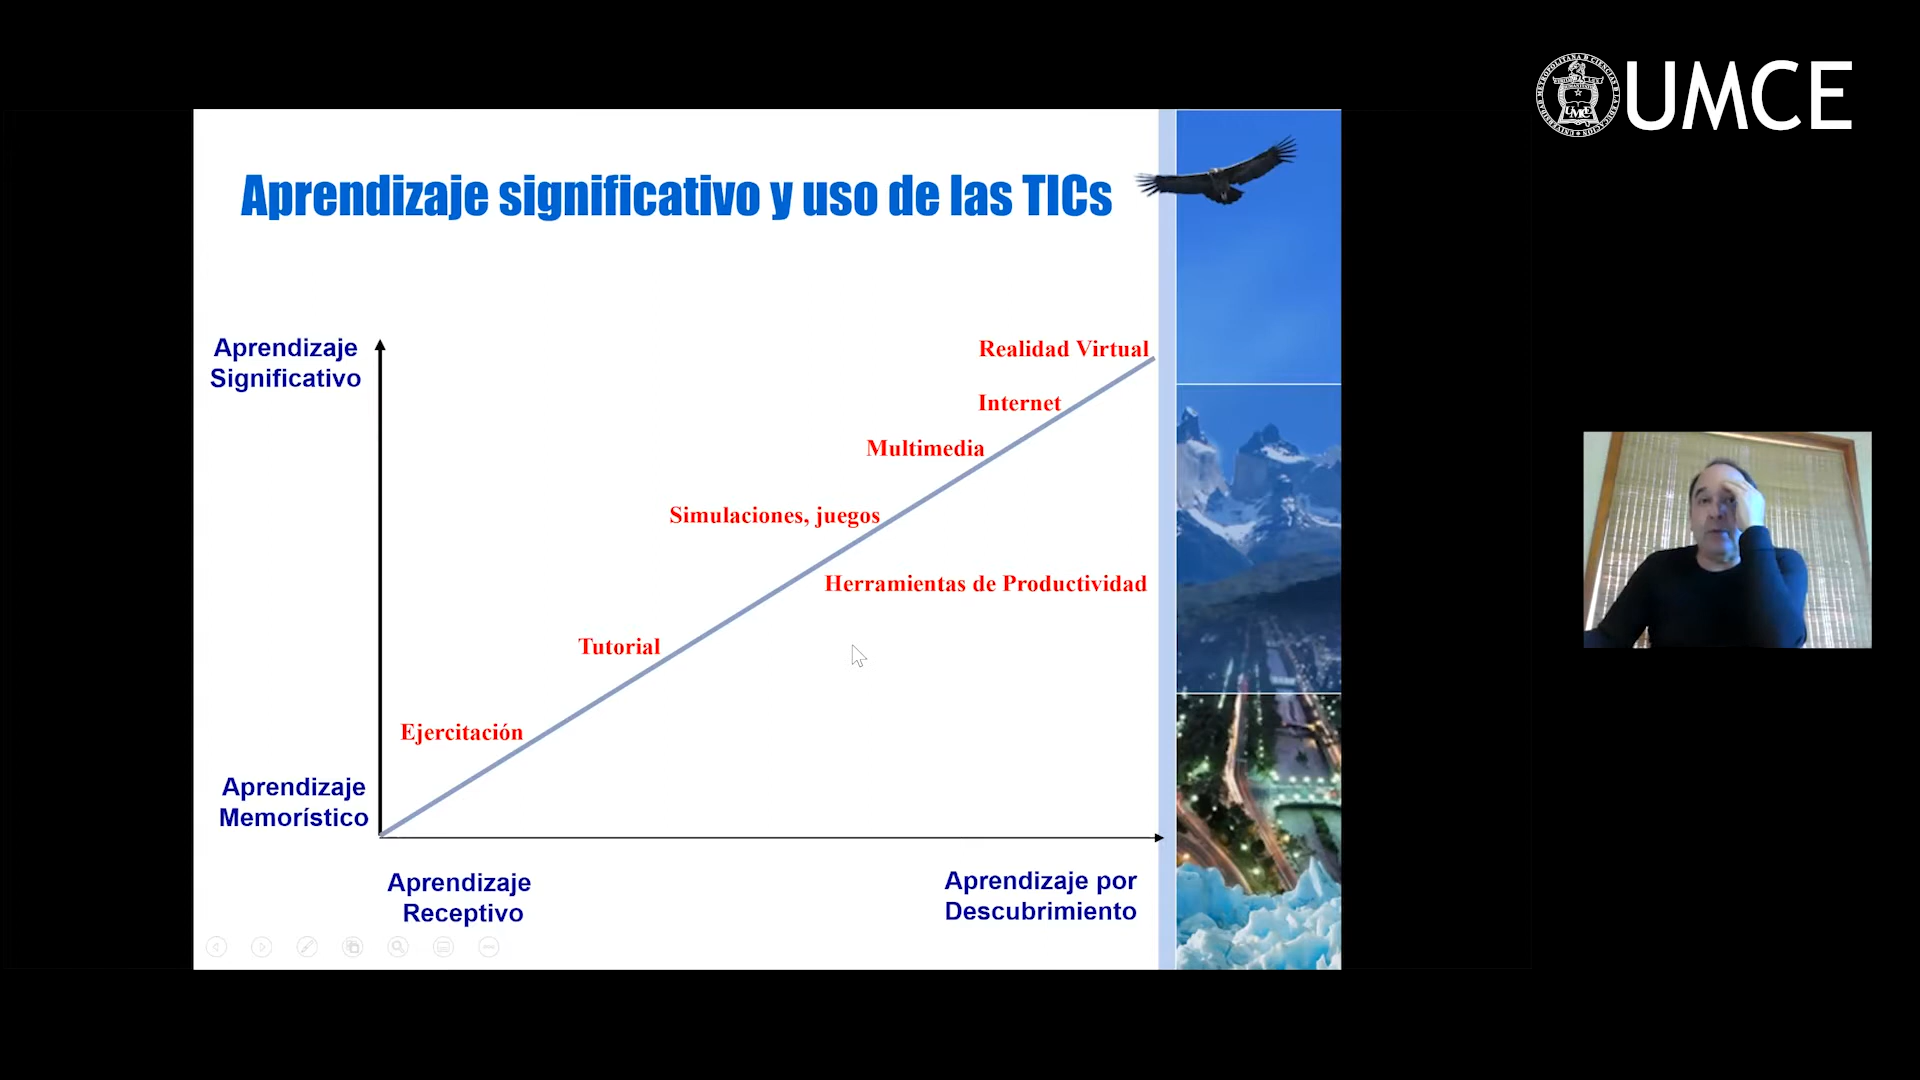 UMCE
Aprendizaje significativo y uso de las TICs
Aprendizaje
Significativo
Realidad Virtual
Internet
Multimedia
Simulaciones, juegos
Herramientas de Productividad
Tutorial
Ejercitación
Aprendizaje
Memorístico
Aprendizaje
Receptivo
Aprendizaje por
Descubrimiento